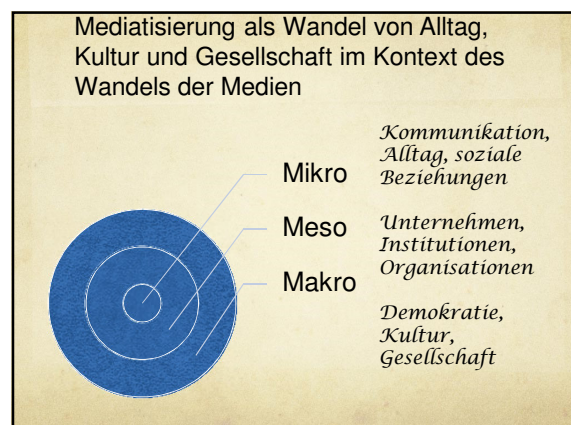 Mediatisierung als Wandel von Alltag,
Kultur und Gesellschaft im Kontext des
Wandels der Medien
Mikro
Kommunikation,
Alltag, soziale
Beziehungen
Meso
Unternehmen,
Institutionen,
Organisationen
Makro
Demokratie,
Kultur,
Gesellschaft